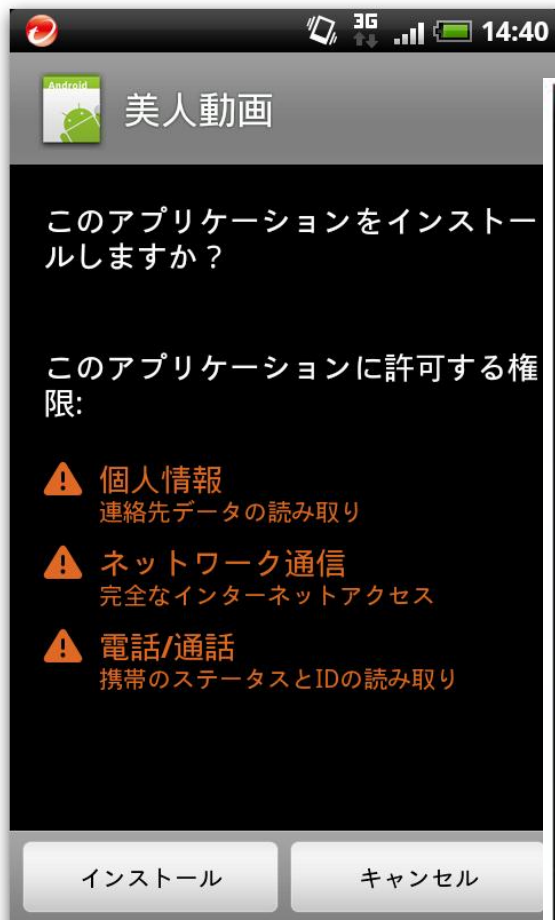 3G 14:40
Android
美人動画
このアプリケーションをインストー
ルしますか？
このアプリケーションに許可する権
限:
個人情報
連絡先データの読み取り
ネットワーク通信
完全なインターネットアクセス
電話/通話
携帯のステータスとIDの読み取り
インストール キャンセル